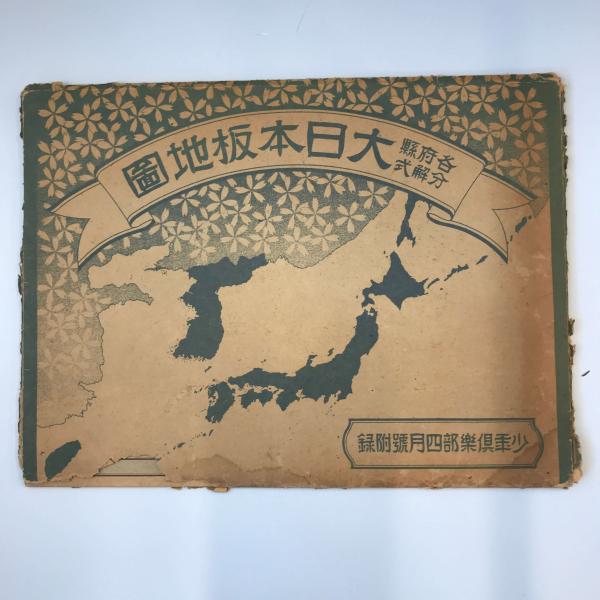 各府縣
分解式
大日本板地圖
少年俱樂部四月號附録